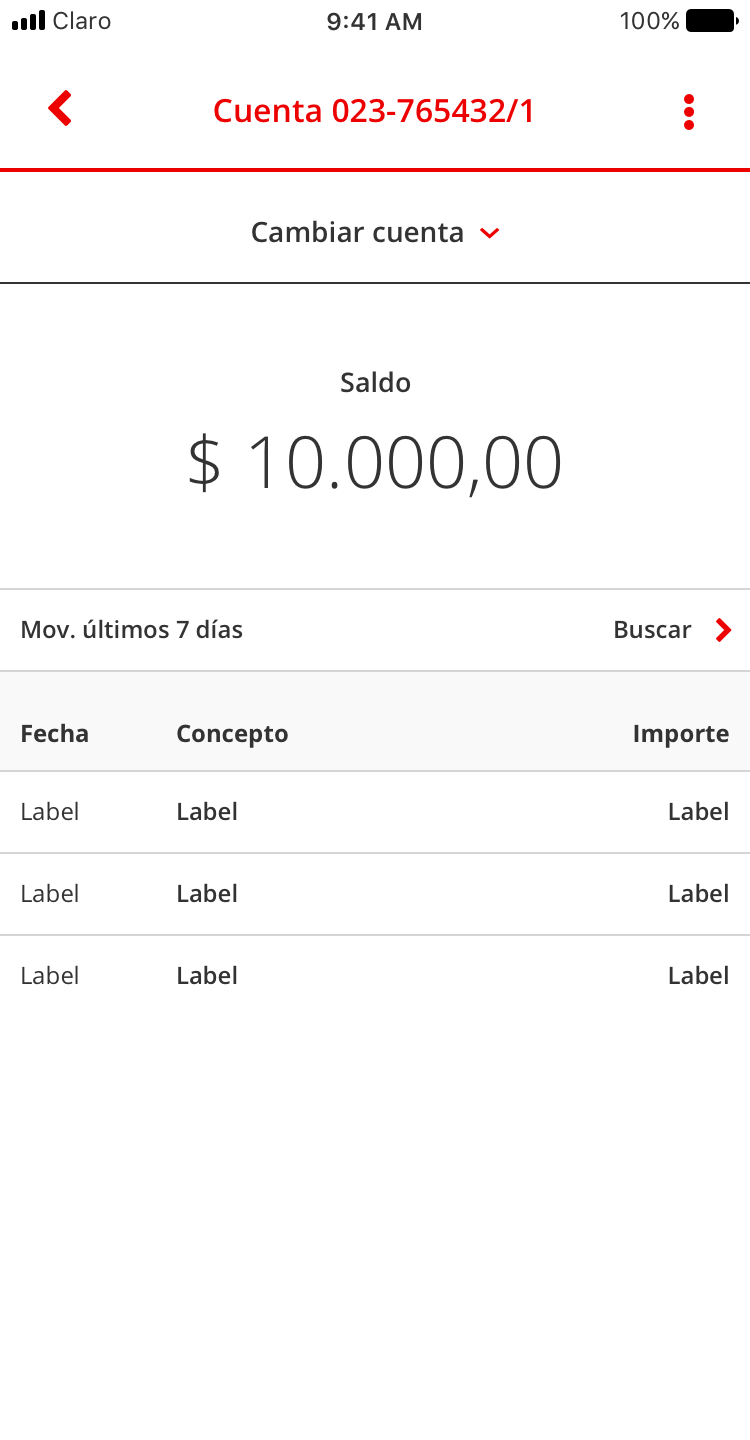 Claro 9:41 AM 100%
Cuenta 023-765432/1
Cambiar cuenta
Saldo
$ 10.000,00
Mov. últimos 7 días Buscar
Fecha Concepto Importe
Label Label Label
Label Label Label
Label Label Label